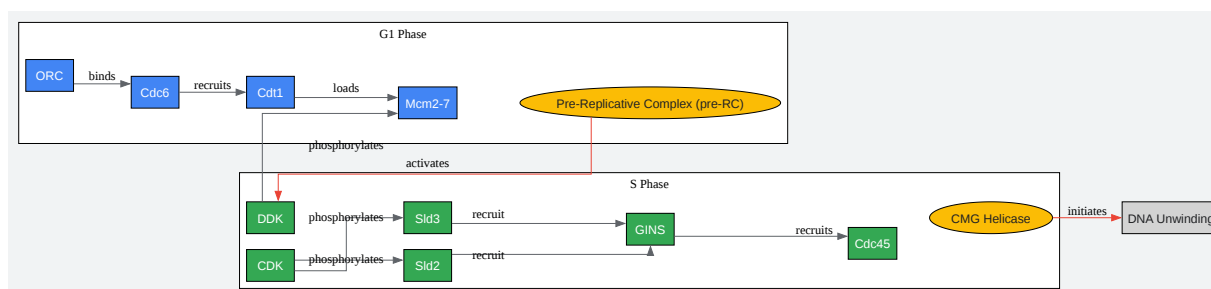 G1 Phase
ORC
binds
Cdc6
recruits
Cdt1
loads
Mcm2-7
Pre-Replicative Complex (pre-RC)
phosphorylates
activates
S Phase
DDK
phosphorylates
Sld3
recruit
GINS
recruits
Cdc45
CMG Helicase
initiates
DNA Unwinding
CDK
phosphorylates
Sld2
recruit